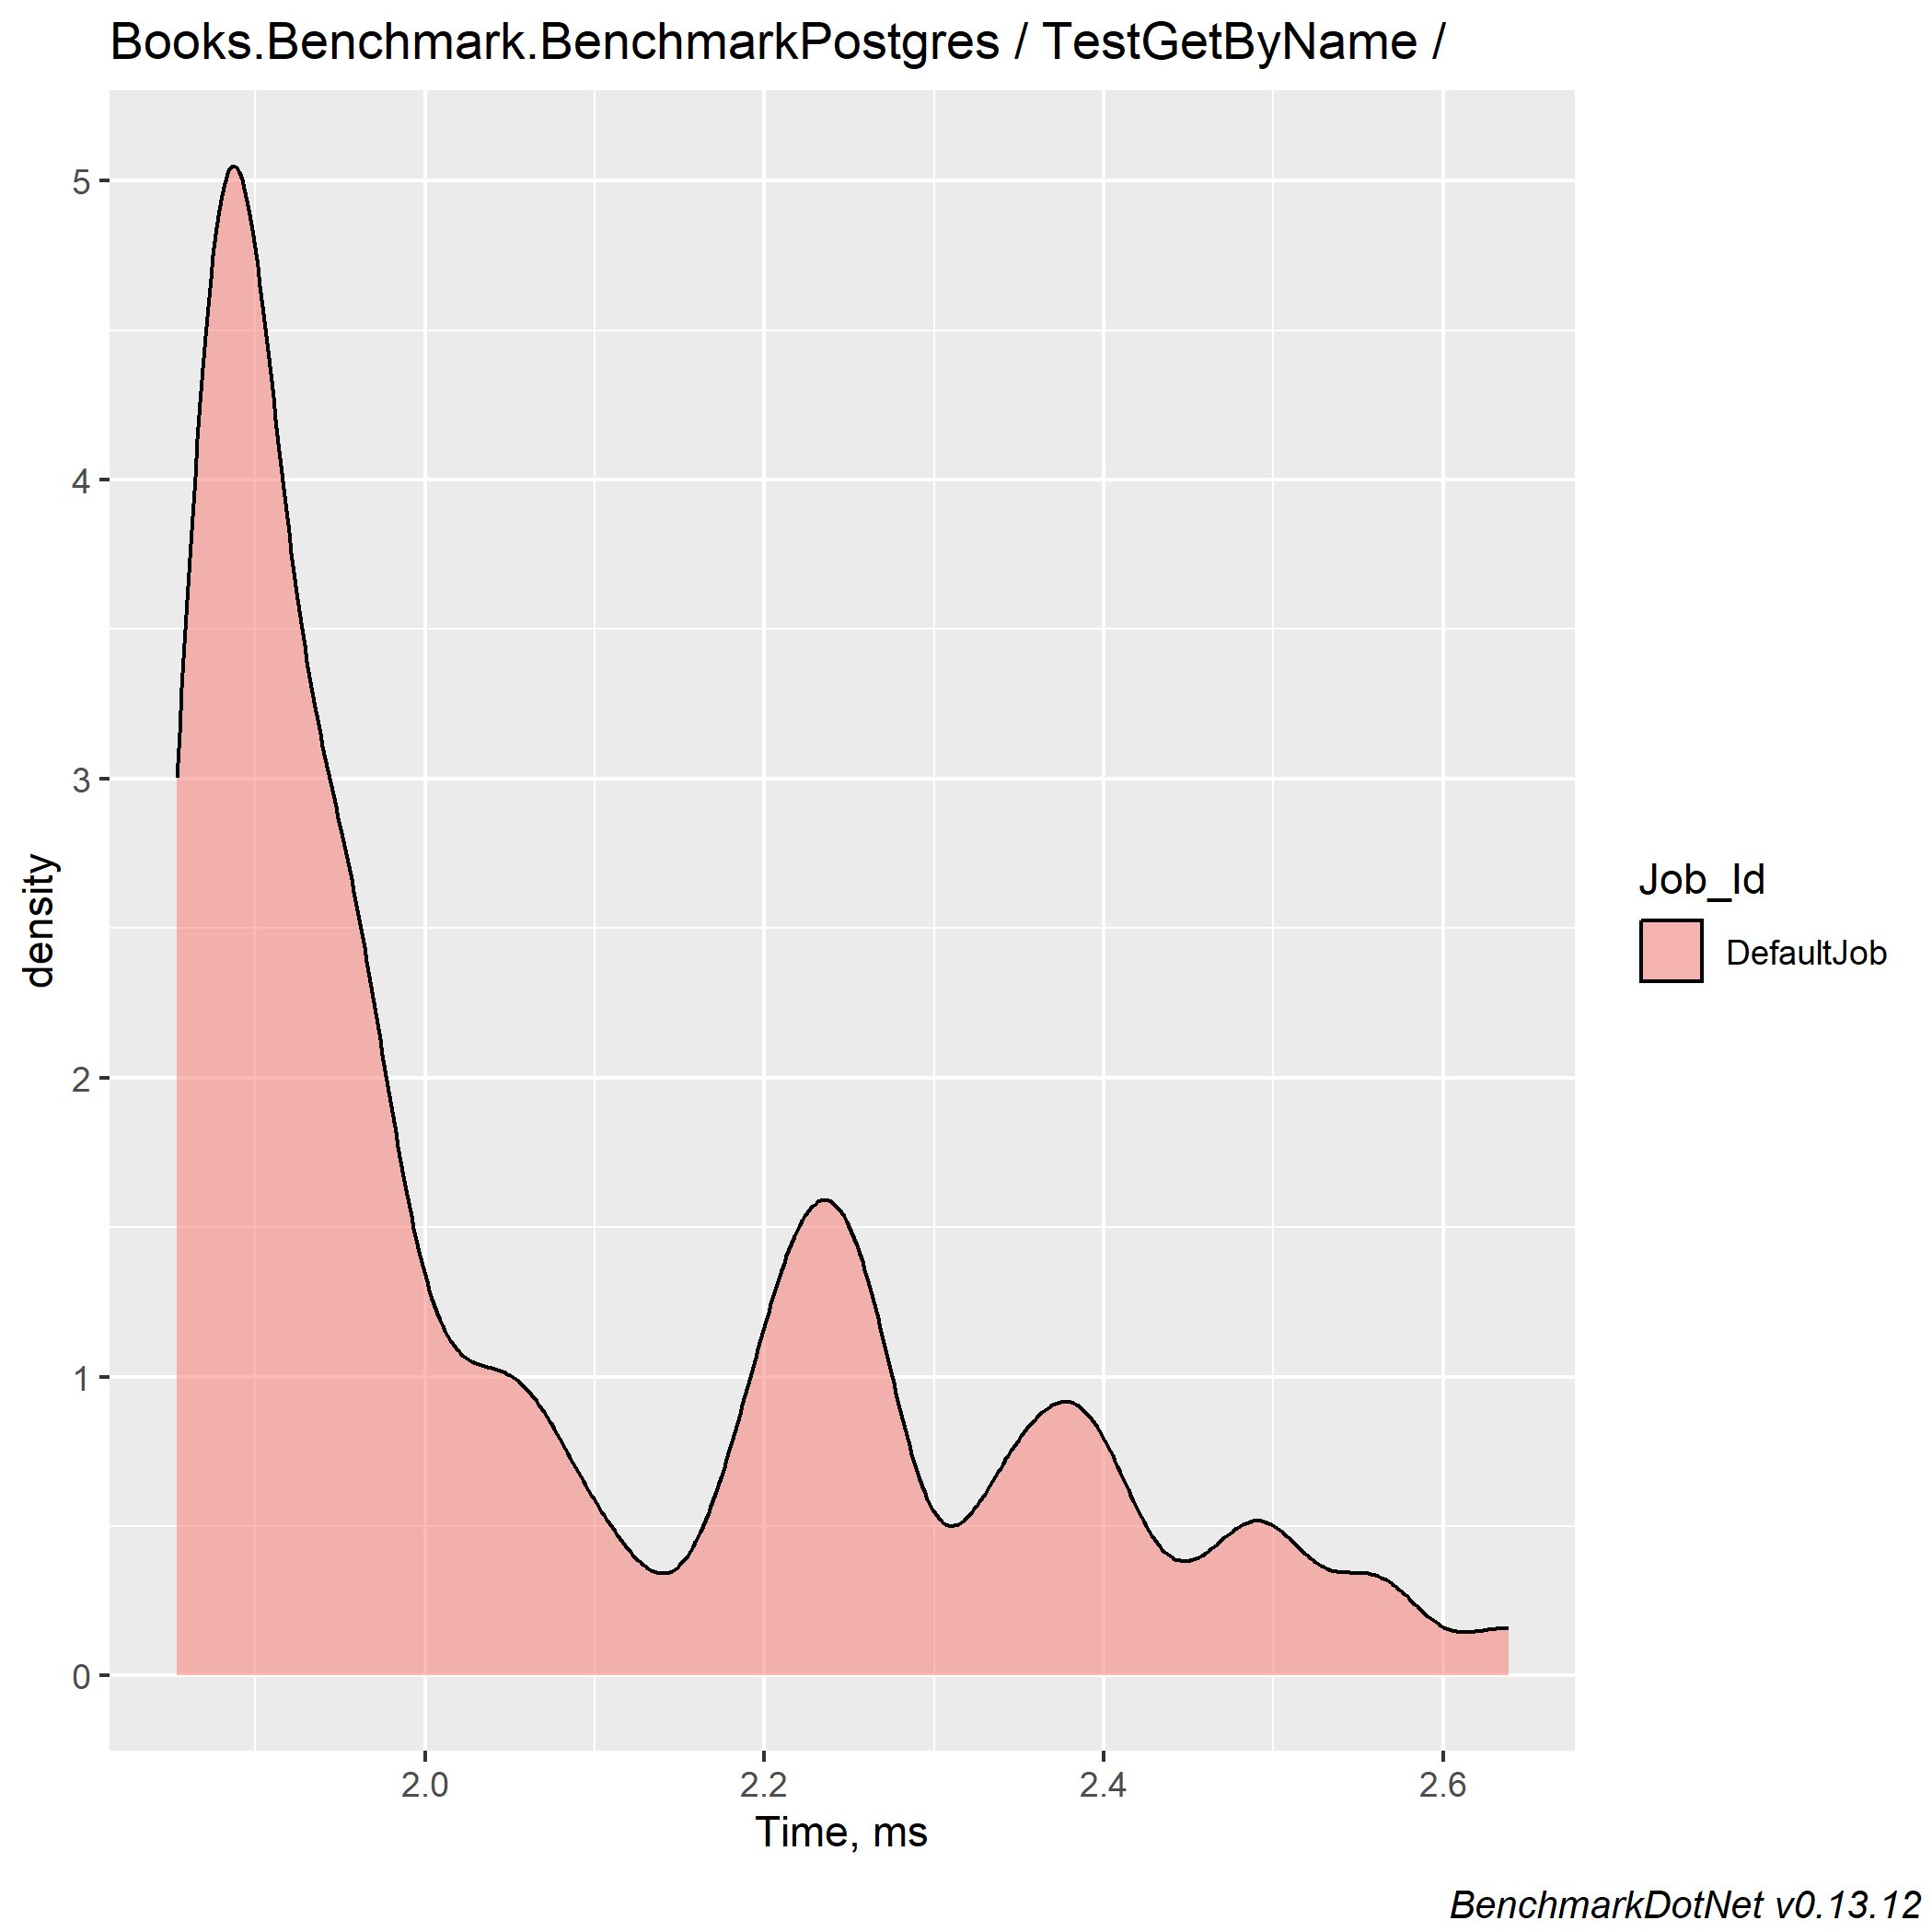 Books.Benchmark.BenchmarkPostgres / TestGetByName /
5
4
3
2
1
0
density
2.0 2.2 2.4 2.6
Time, ms
Job_Id
DefaultJob
BenchmarkDotNet v0.13.12